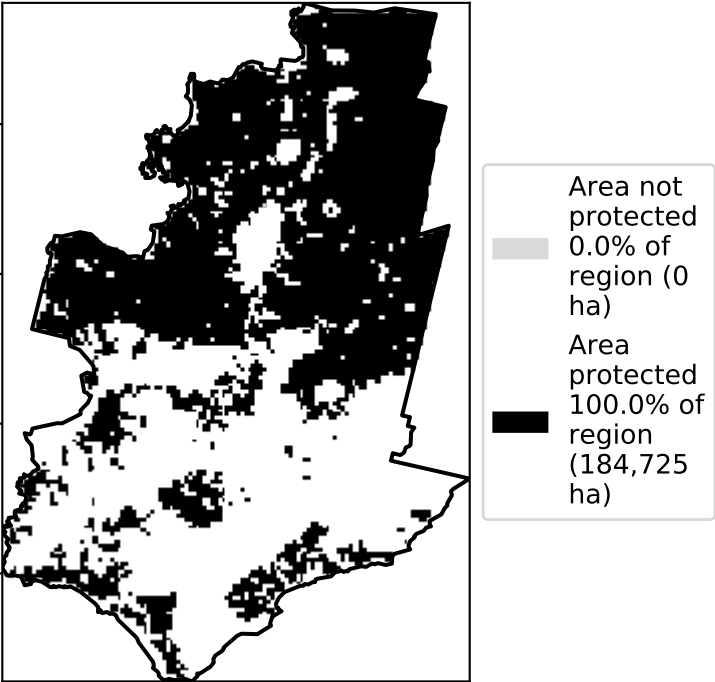 Area not
protected
0.0% of
region (0
ha)
Area
protected
100.0% of
region
(184,725
ha)